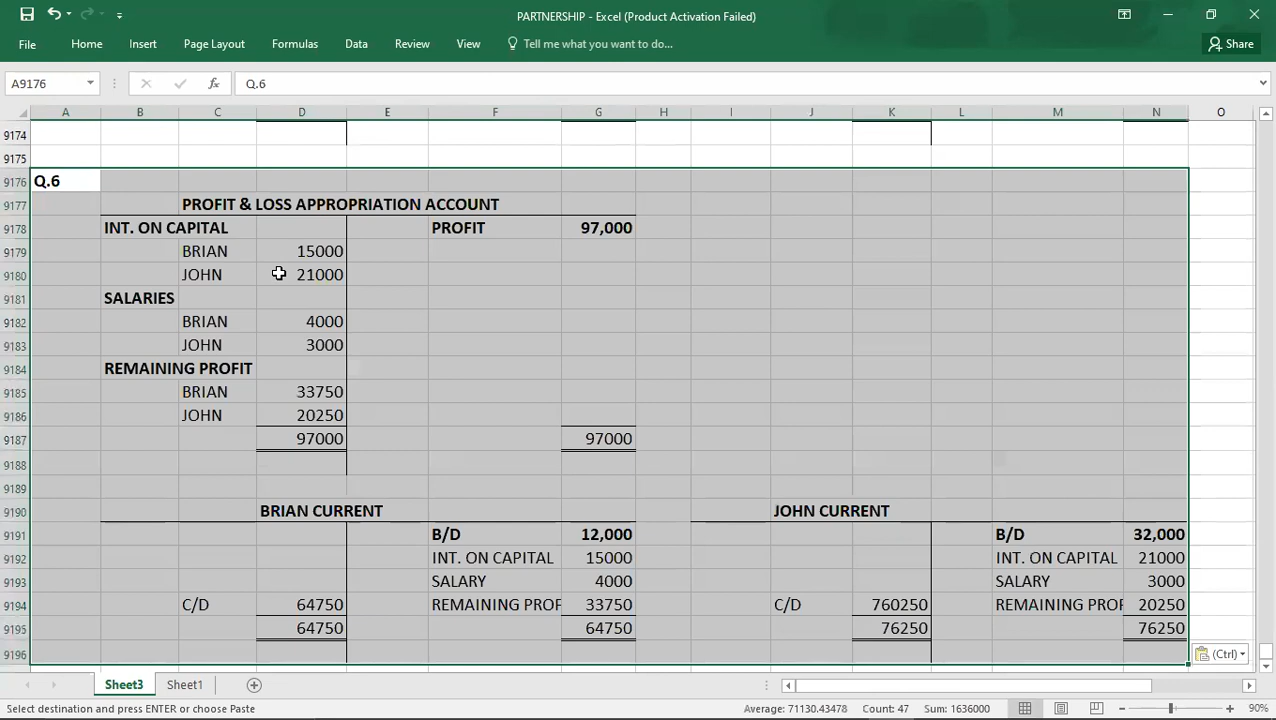 PARTNERSHIP - Excel (Product Activation Failed)
File Home Insert Page Layout Formulas Data Review View Tell me what you want to do... Share
A9176 fx Q.6
A B C D E F G H I J K L M N O
9174
9175
9176 Q.6
9177 PROFIT & LOSS APPROPRIATION ACCOUNT
9178 INT. ON CAPITAL PROFIT 97,000
9179 BRIAN 15000
9180 JOHN 21000
9181 SALARIES
9182 BRIAN 4000
9183 JOHN 3000
9184 REMAINING PROFIT
9185 BRIAN 33750
9186 JOHN 20250
9187 97000 97000
9188
9189
9190 BRIAN CURRENT JOHN CURRENT
9191 B/D 12,000 B/D 32,000
9192 INT. ON CAPITAL 15000 INT. ON CAPITAL 21000
9193 SALARY 4000 SALARY 3000
9194 C/D 64750 REMAINING PROF 33750 J C/D 760250 REMAINING PROF 20250
9195 64750 64750 76250 76250
9196 (Ctrl)
Sheet3 Sheet1
Select destination and press ENTER or choose Paste Average: 71130.43478 Count: 47 Sum: 1636000 90%